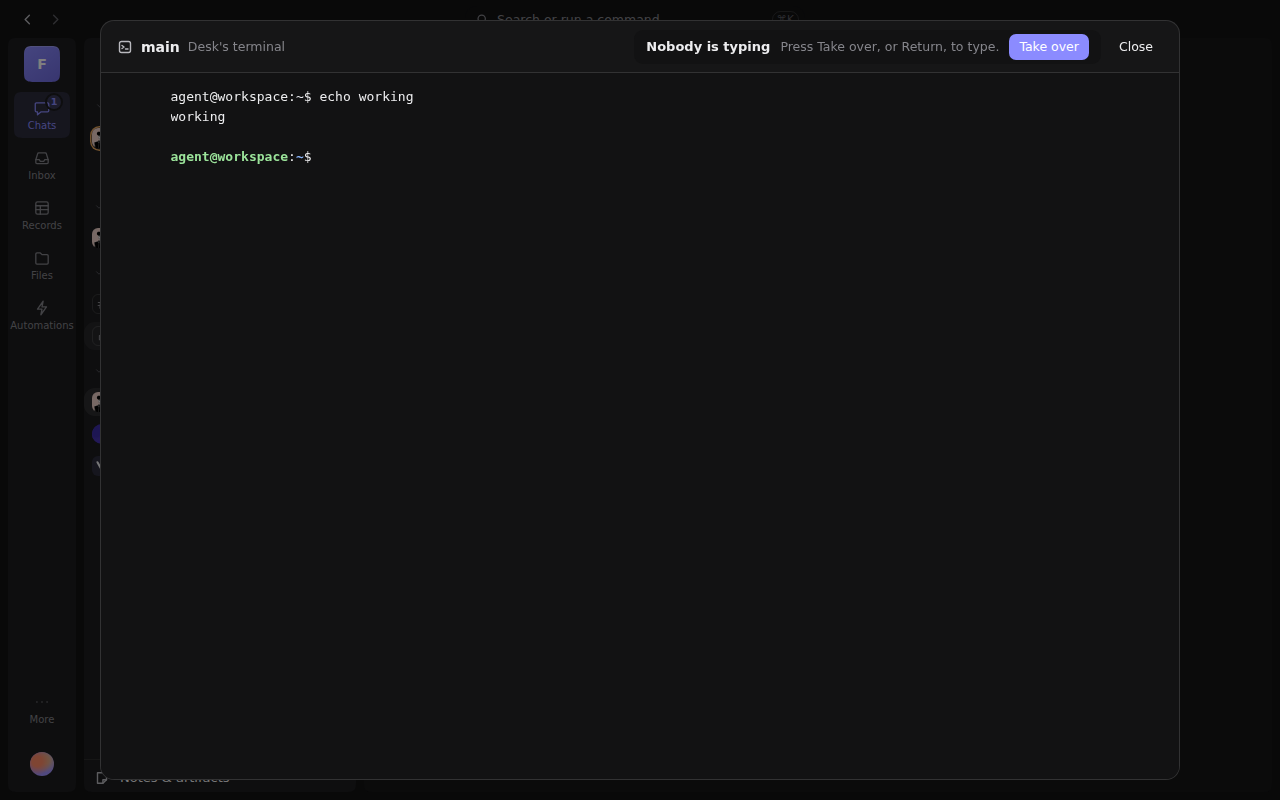 Search or run a command
⌘K
main Desk's terminal
Nobody is typing Press Take over, or Return, to type. Take over Close
F
1
Chats
Inbox
Records
Files
Automations
agent@workspace:~$ echo working
working
agent@workspace:~$
... More
Notes & artifacts